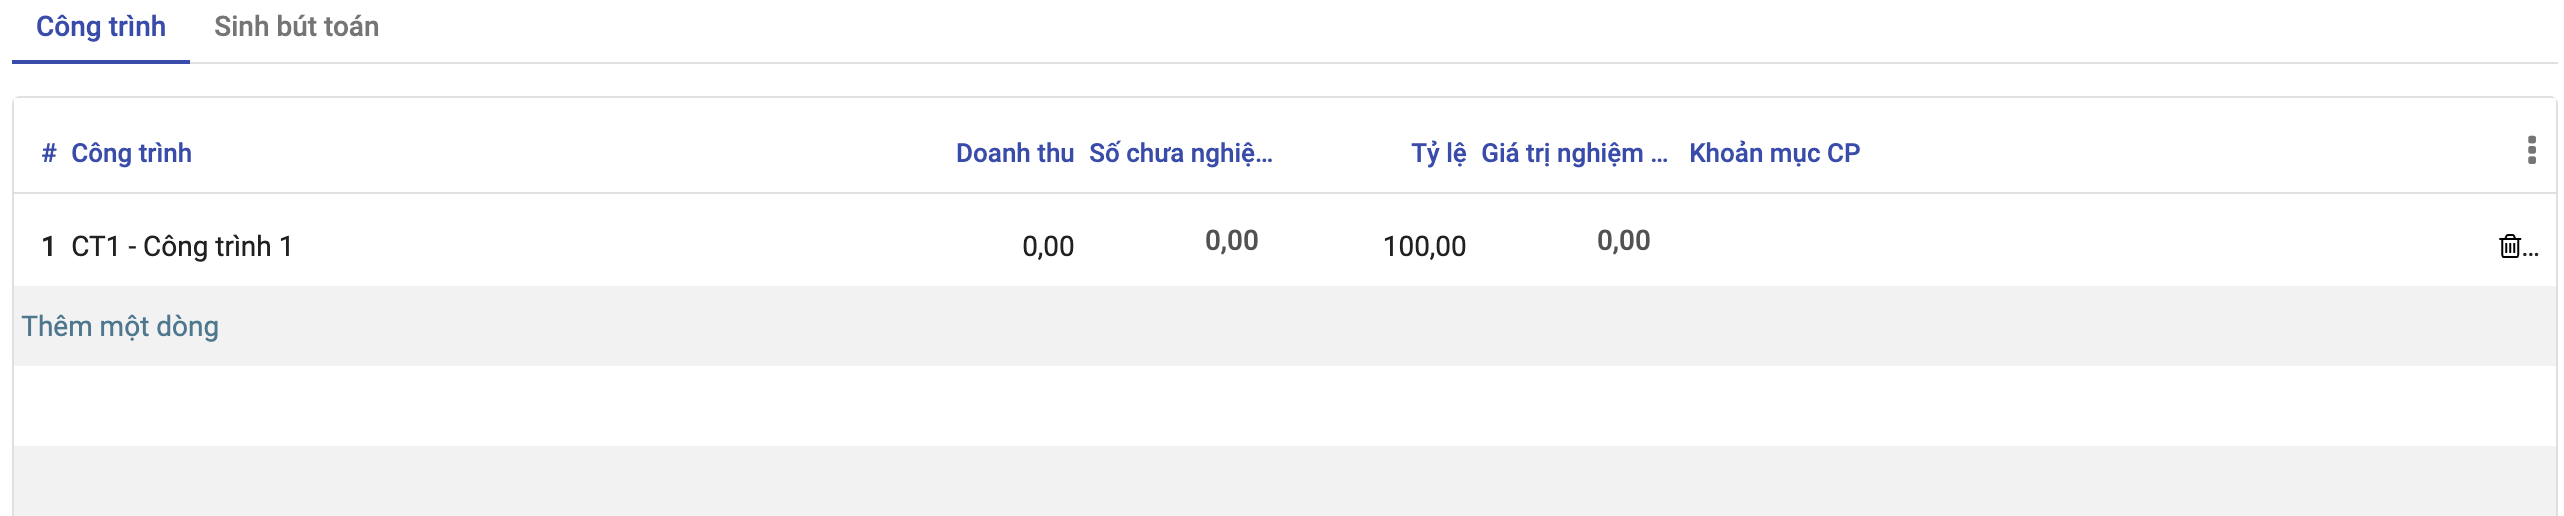 Công trình Sinh bút toán
# Công trình Doanh thu Số chưa nghiệ... Tỷ lệ Giá trị nghiệm ... Khoản mục CP
1 CT1 - Công trình 1 0,00 0,00 100,00 0,00 ...
Thêm một dòng